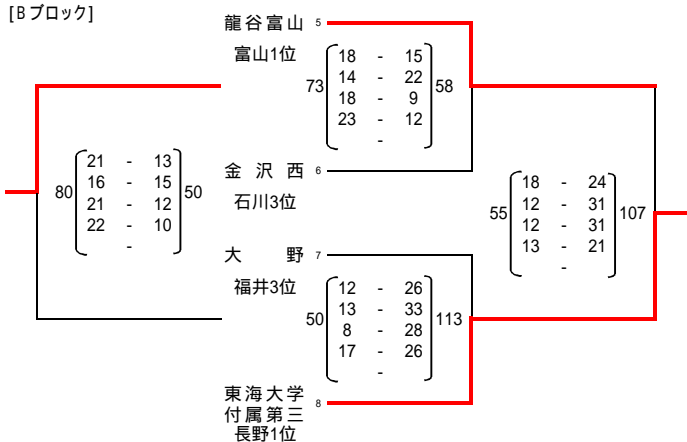 [Bブロック]
龍谷富山 5
富山1位
73
18 - 15
14 - 22
18 - 9
23 - 12
-
58
80
21 - 13
16 - 15
21 - 12
22 - 10
-
50
金沢西 6
石川3位
55
18 - 24
12 - 31
12 - 31
13 - 21
-
107
大野 7
福井3位
50
12 - 26
13 - 33
8 - 28
17 - 26
-
113
東海大学
付属第三 8
長野1位